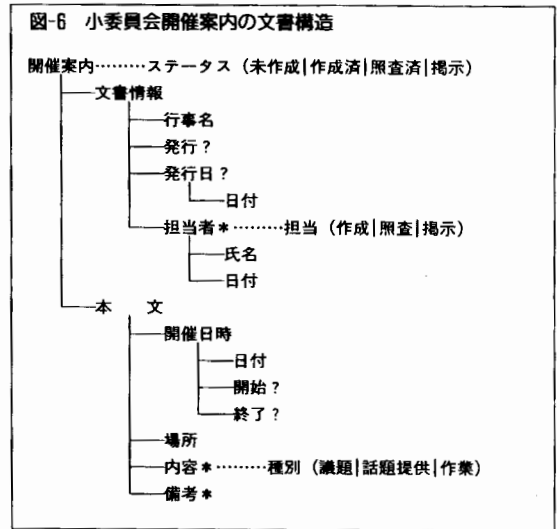 図-6 小委員会開催案内の文書構造
開催案内………ステータス（未作成|作成済|照査済|掲示）
文書情報
行事名
発行？
発行日？
日付
担当者＊………担当（作成|照査|掲示）
氏名
日付
本　文
開催日時
日付
開始？
終了？
場所
内容＊………種別（議題|話題提供|作業）
備考＊